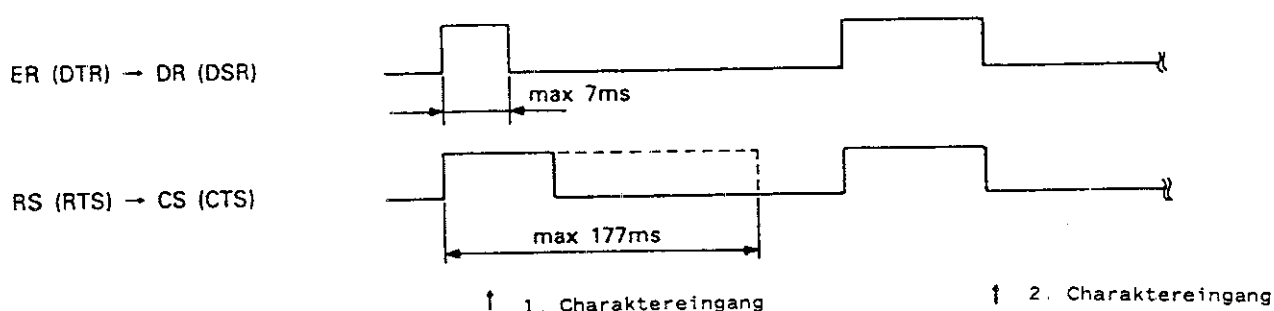 ER (DTR) → DR (DSR)
max 7ms
RS (RTS) → CS (CTS)
max 177ms
↑ 1. Charaktereingang
↑ 2. Charaktereingang